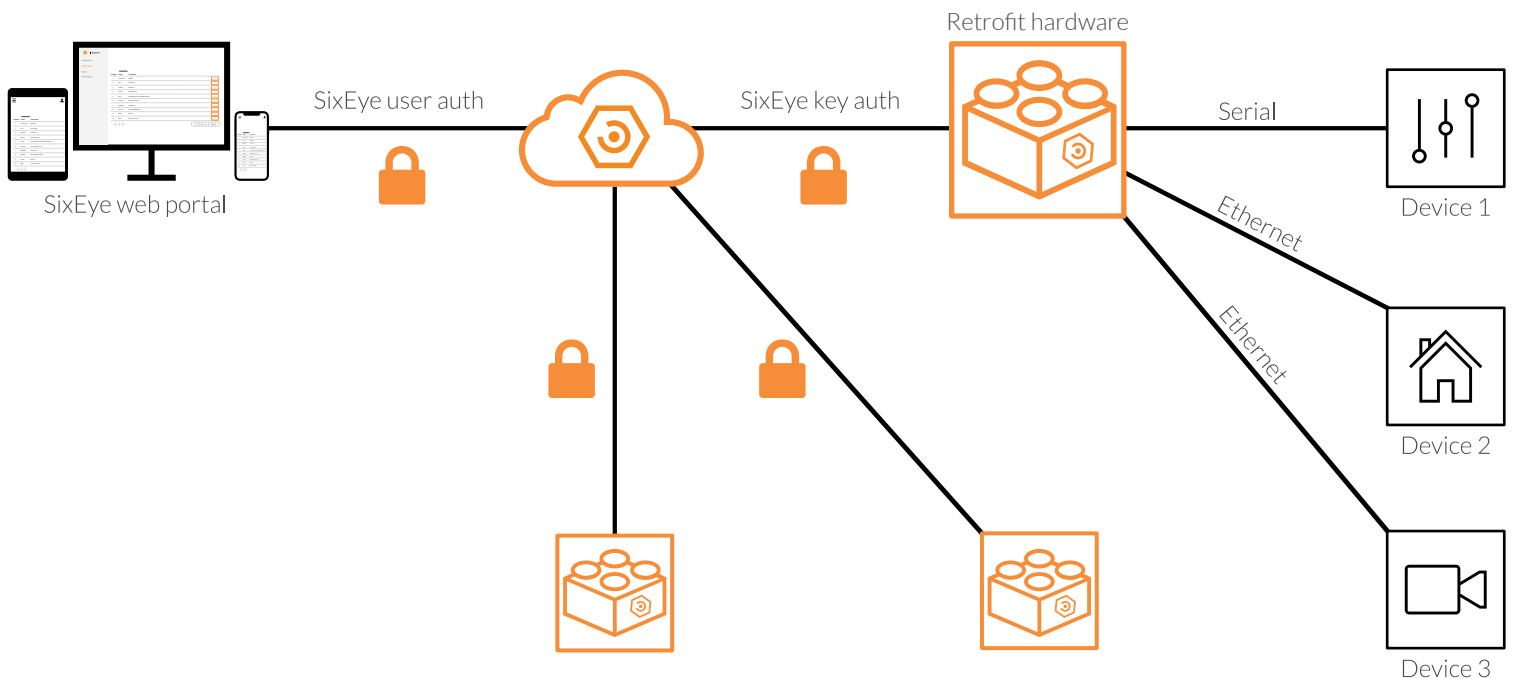 Retrofit hardware
SixEye user auth
SixEye key auth
Serial
SixEye web portal
Device 1
Ethernet
Ethernet
Device 2
Device 3